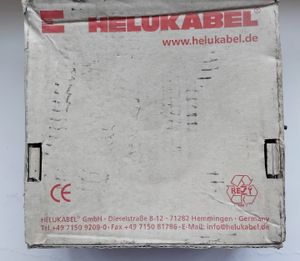 HELUKABEL®
www.helukabel.de
CE
REZY
HELUKABEL® GmbH · Dieselstraße 8-12 · 71282 Hemmingen · Germany
Tel. +49 7150 9209-0 · Fax +49 7150 81786 · E-Mail: info@helukabel.de